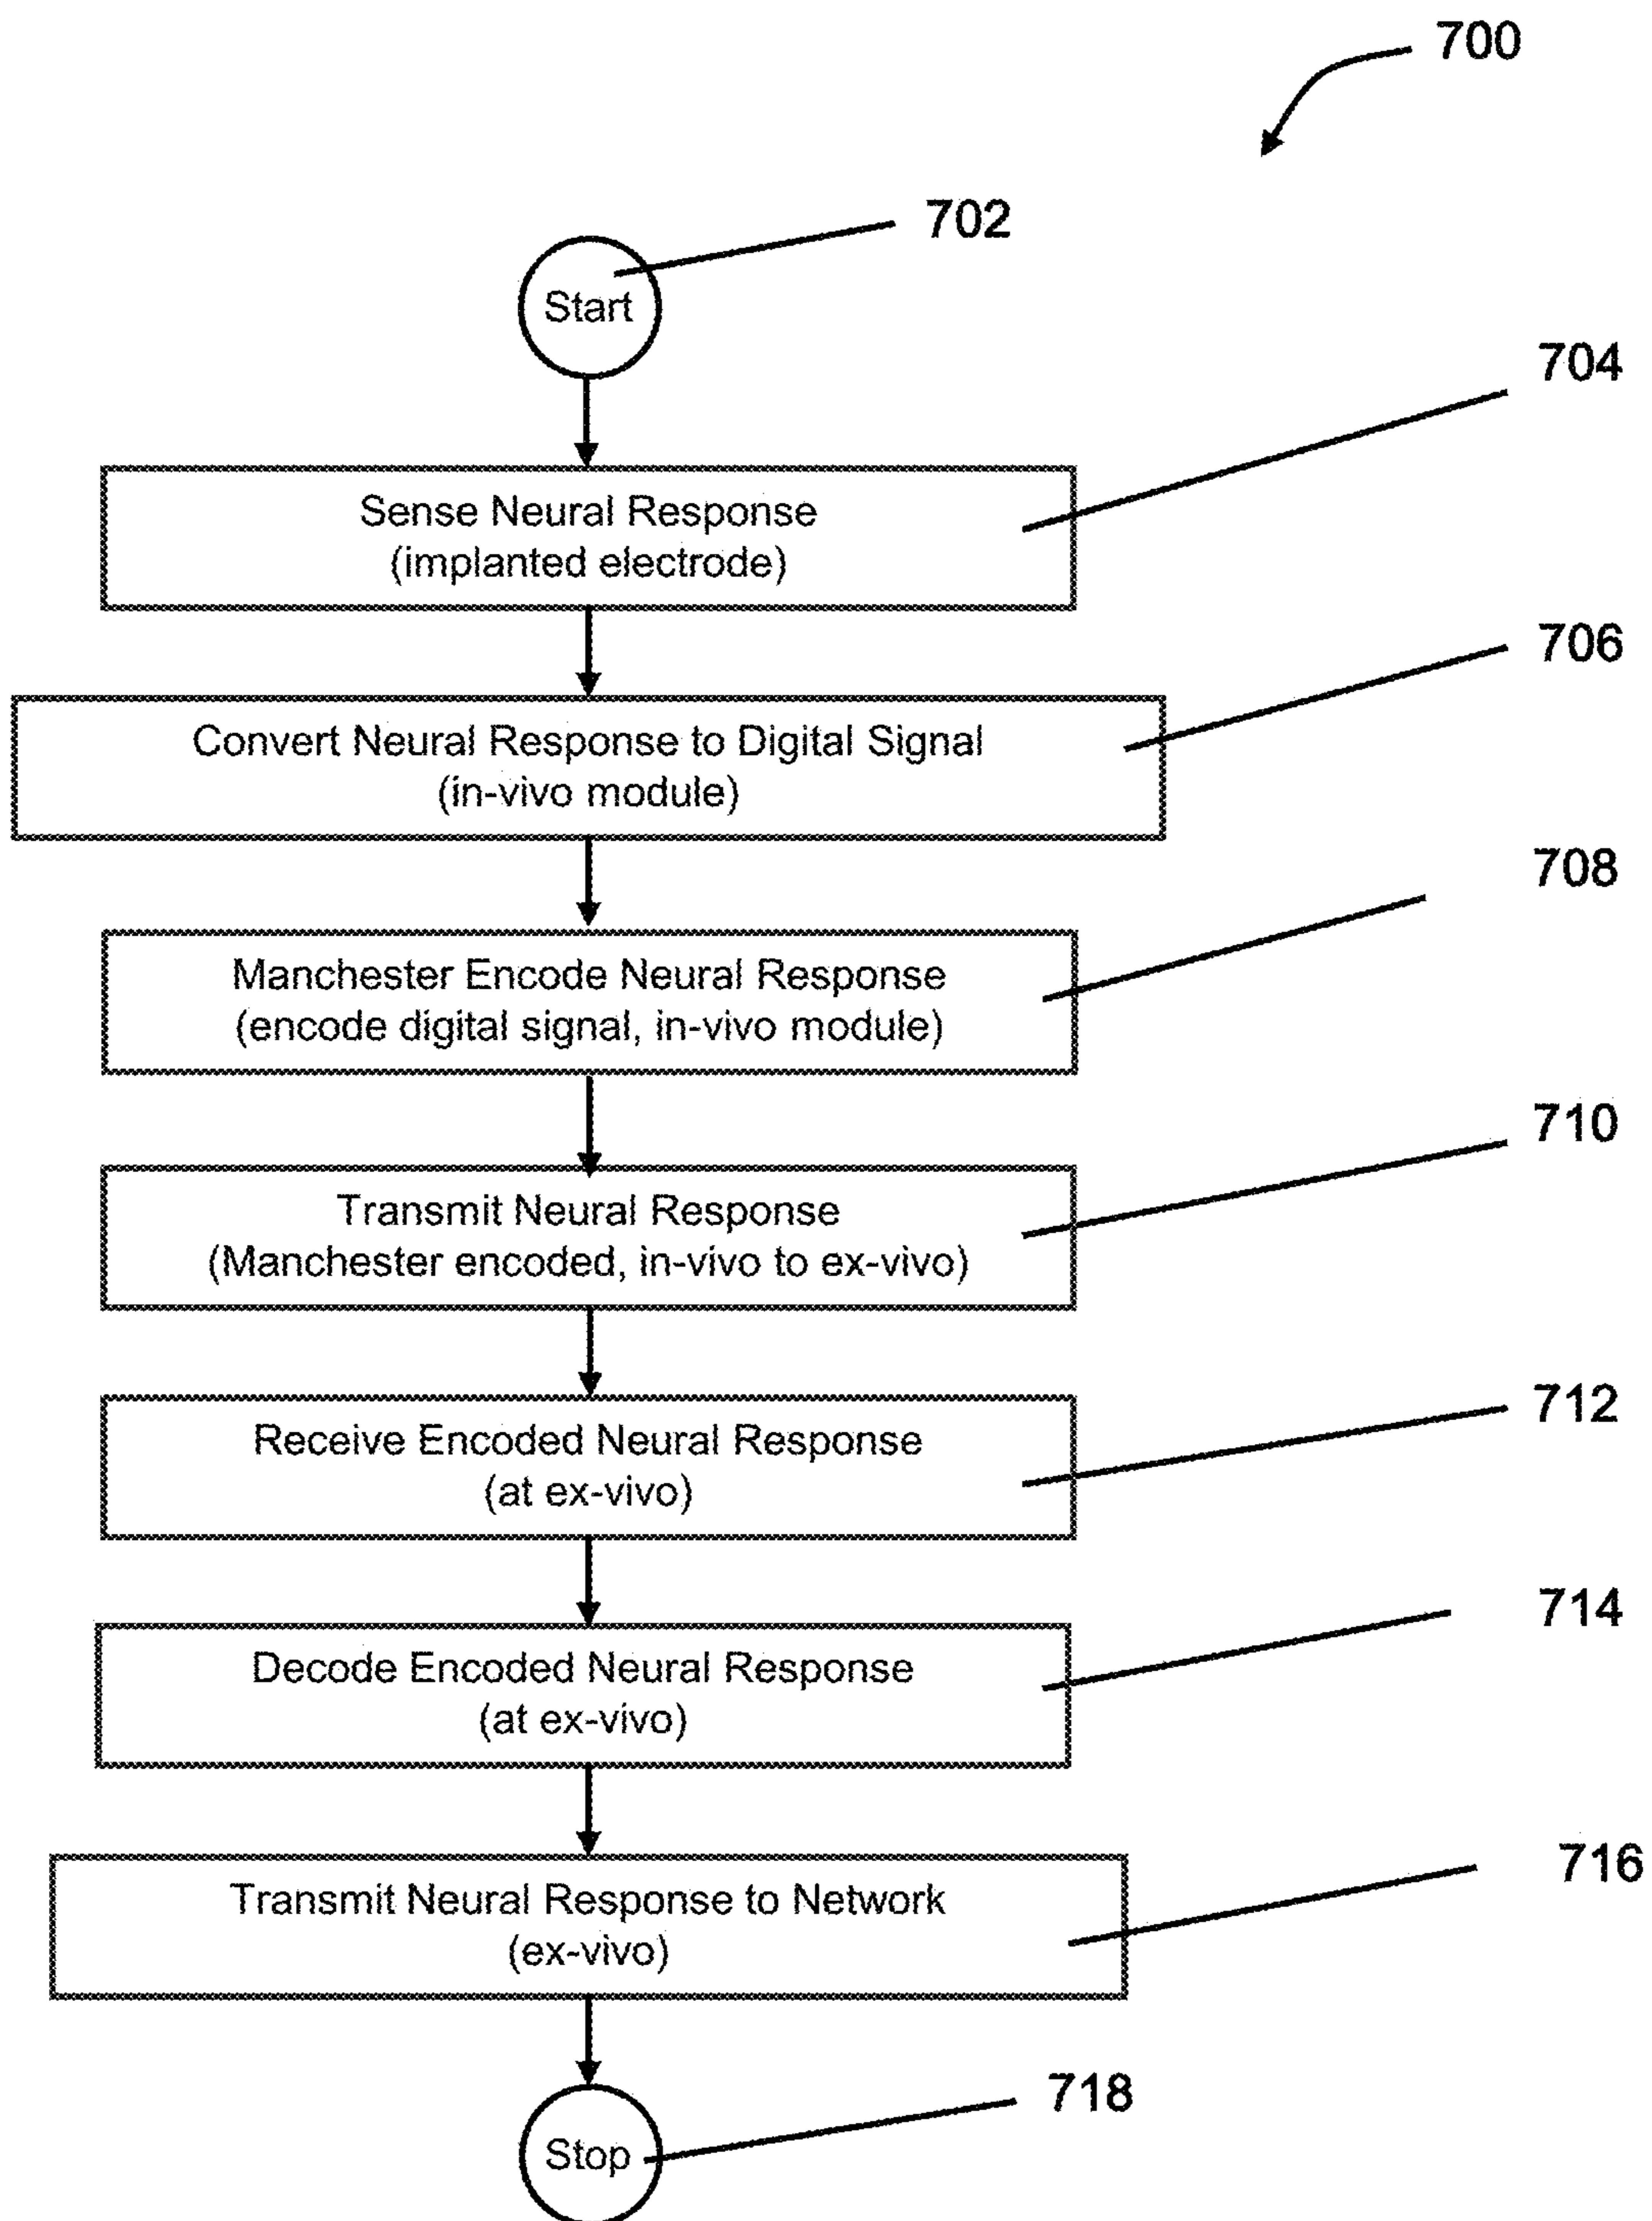 700
702
Start
704
Sense Neural Response
(implanted electrode)
706
Convert Neural Response to Digital Signal
(in-vivo module)
708
Manchester Encode Neural Response
(encode digital signal, in-vivo module)
710
Transmit Neural Response
(Manchester encoded, in-vivo to ex-vivo)
712
Receive Encoded Neural Response
(at ex-vivo)
714
Decode Encoded Neural Response
(at ex-vivo)
716
Transmit Neural Response to Network
(ex-vivo)
718
Stop